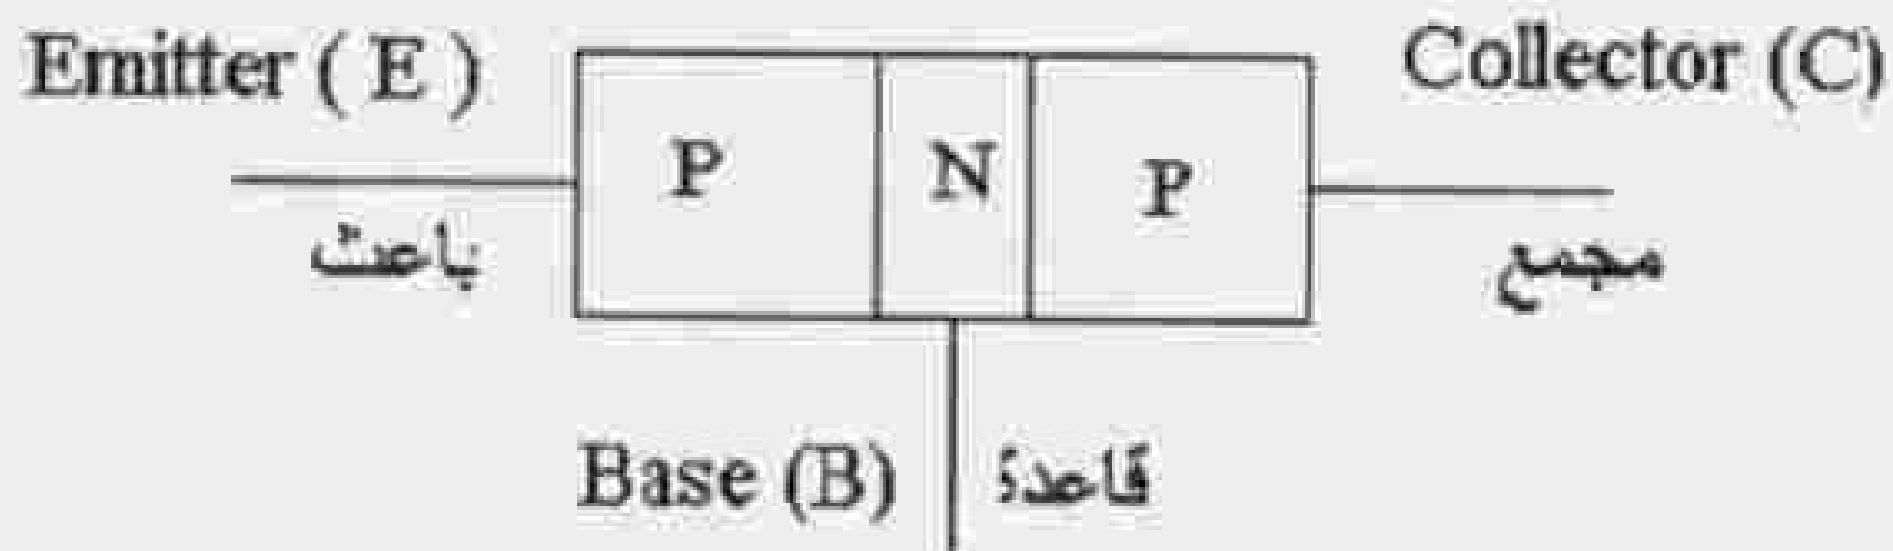 Emitter ( E )
Collector (C)
P
N
P
باعث
مجمع
Base (B)
قاعدة